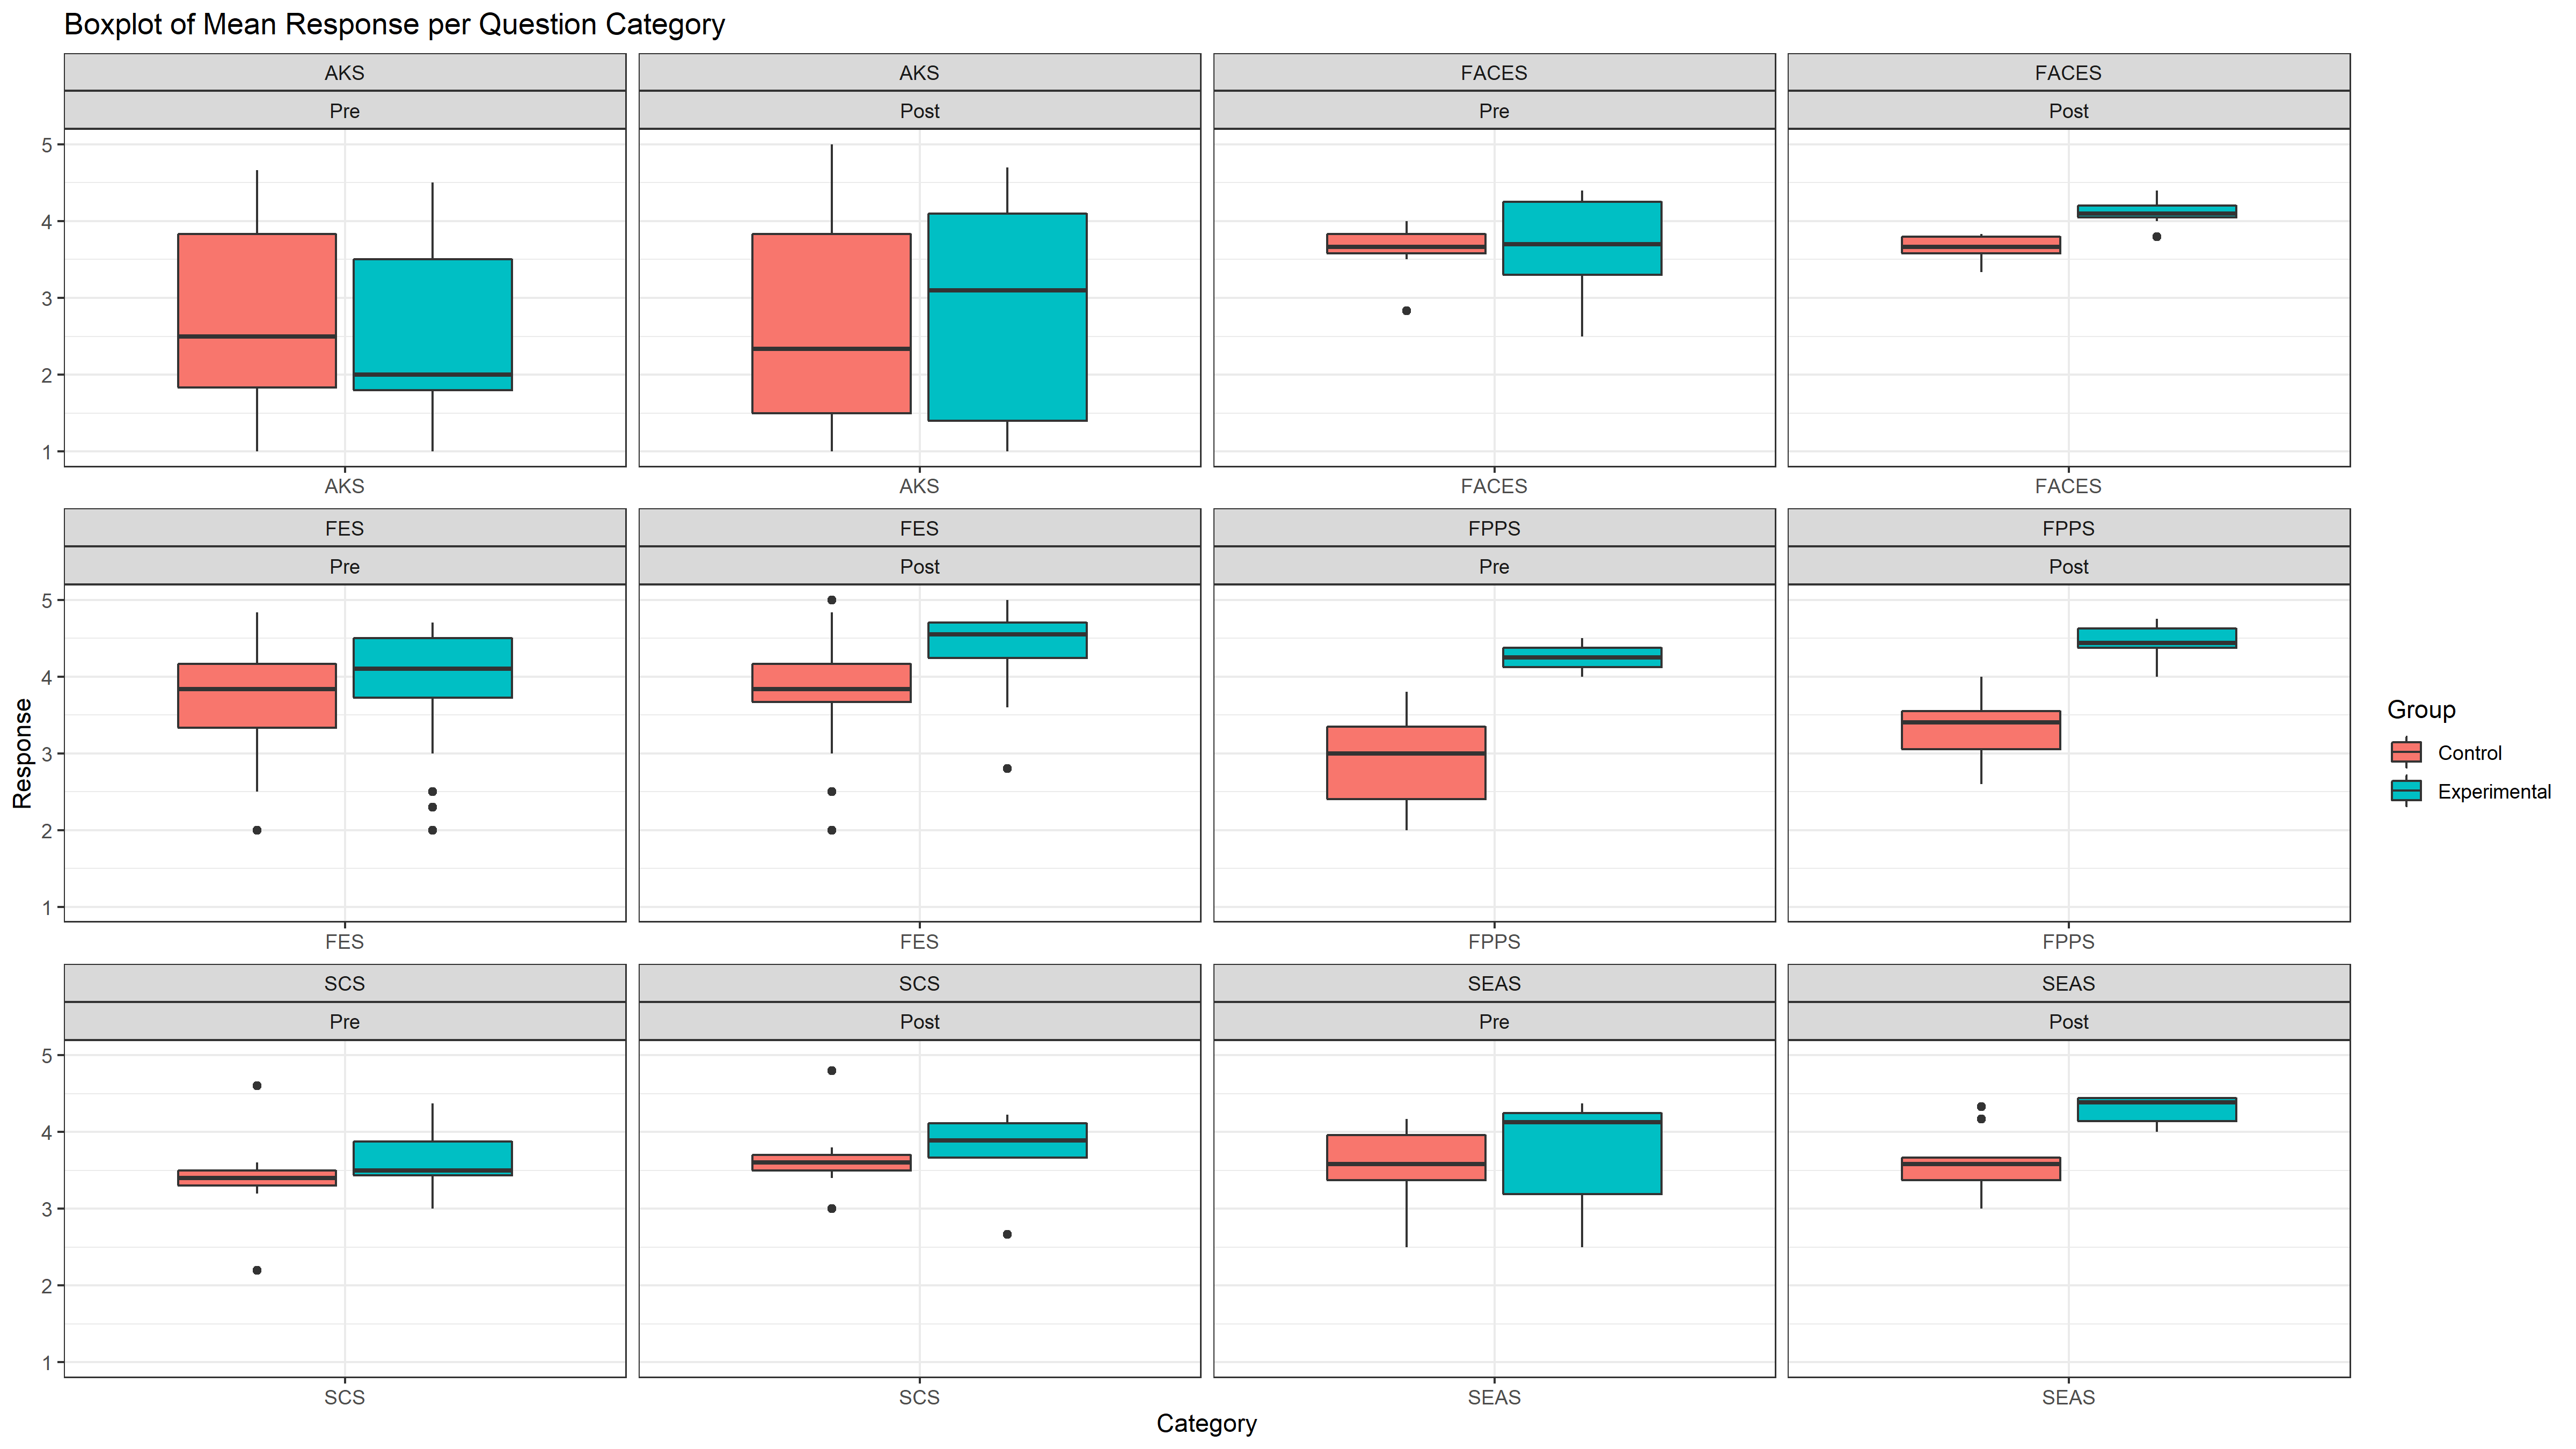 Boxplot of Mean Response per Question Category
AKS
AKS
FACES
FACES
Pre
Post
Pre
Post
5
4
3
2
1
AKS
AKS
FACES
FACES
FES
FES
FPPS
FPPS
Pre
Post
Pre
Post
5
4
3
2
1
FES
FES
FPPS
FPPS
SCS
SCS
SEAS
SEAS
Pre
Post
Pre
Post
5
4
3
2
1
SCS
SCS
SEAS
SEAS
Category
Response
Group
Control
Experimental